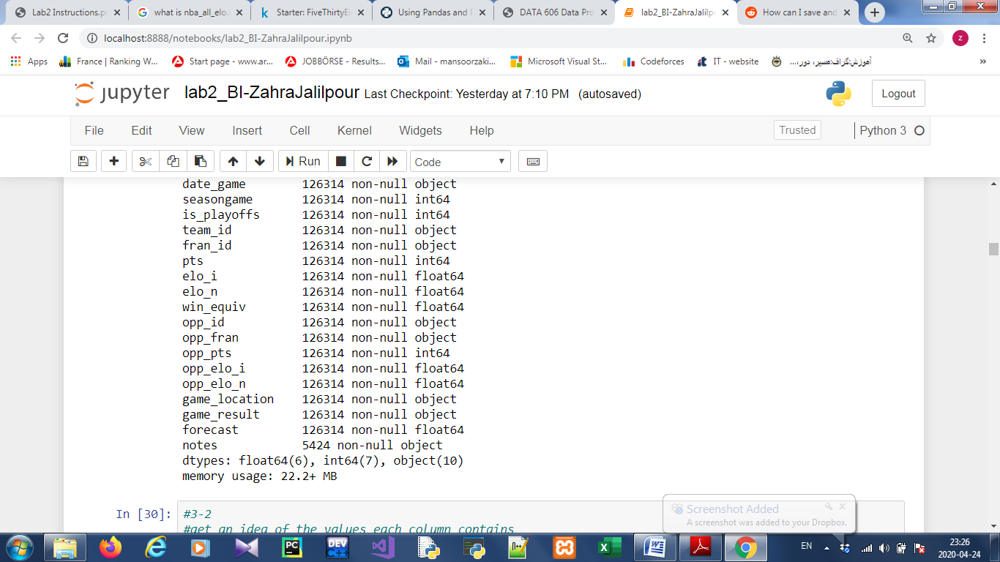 Lab2 Instructions.p
what is nba_all_elo.
Starter: FiveThirtyEi
Using Pandas and
DATA 606 Data Pro
lab2_BI-ZahraJalilp
How can I save and
localhost:8888/notebooks/lab2_BI-ZahraJalilpour.ipynb
z
Apps
France | Ranking W...
Start page - www.ar...
JOBBÖRSE - Results...
Mail - mansoorzaki...
Microsoft Visual St...
Codeforces
IT - website
آموزش:گراف:مسیر، دور،...
»
jupyter lab2_BI-ZahraJalilpour Last Checkpoint: Yesterday at 7:10 PM (autosaved)
Logout
File Edit View Insert Cell Kernel Widgets Help
Trusted
Python 3
Run
Code
date_game 126314 non-null object
seasongame 126314 non-null int64
is_playoffs 126314 non-null int64
team_id 126314 non-null object
fran_id 126314 non-null object
pts 126314 non-null int64
elo_i 126314 non-null float64
elo_n 126314 non-null float64
win_equiv 126314 non-null float64
opp_id 126314 non-null object
opp_fran 126314 non-null object
opp_pts 126314 non-null int64
opp_elo_i 126314 non-null float64
opp_elo_n 126314 non-null float64
game_location 126314 non-null object
game_result 126314 non-null object
forecast 126314 non-null float64
notes 5424 non-null object
dtypes: float64(6), int64(7), object(10)
memory usage: 22.2+ MB
In [30]: #3-2
#get an idea of the values each column contains
Screenshot Added
A screenshot was added to your Dropbox.
PC
DEV C++
EN
23:26
2020-04-24